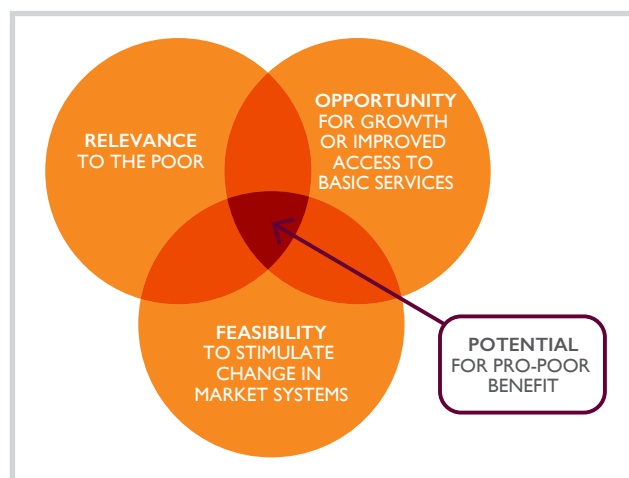 RELEVANCE
TO THE POOR
OPPORTUNITY
FOR GROWTH
OR IMPROVED
ACCESS TO
BASIC SERVICES
FEASIBILITY
TO STIMULATE
CHANGE IN
MARKET SYSTEMS
POTENTIAL
FOR PRO-POOR
BENEFIT